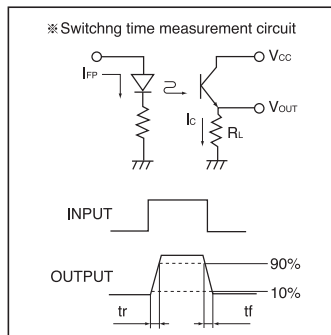 ※Switchng time measurement circuit
IFP
VCC
VOUT
IC
RL
INPUT
OUTPUT
90%
10%
tr
tf